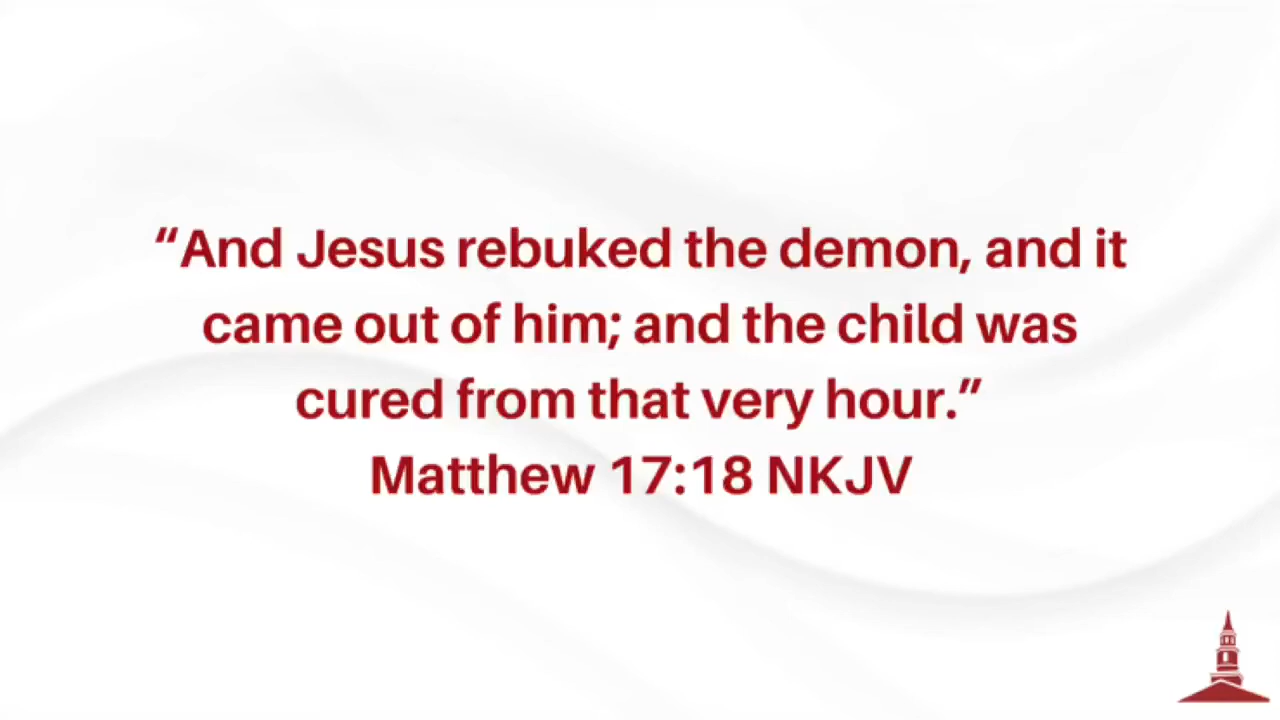 “And Jesus rebuked the demon, and it
came out of him; and the child was
cured from that very hour.”
Matthew 17:18 NKJV